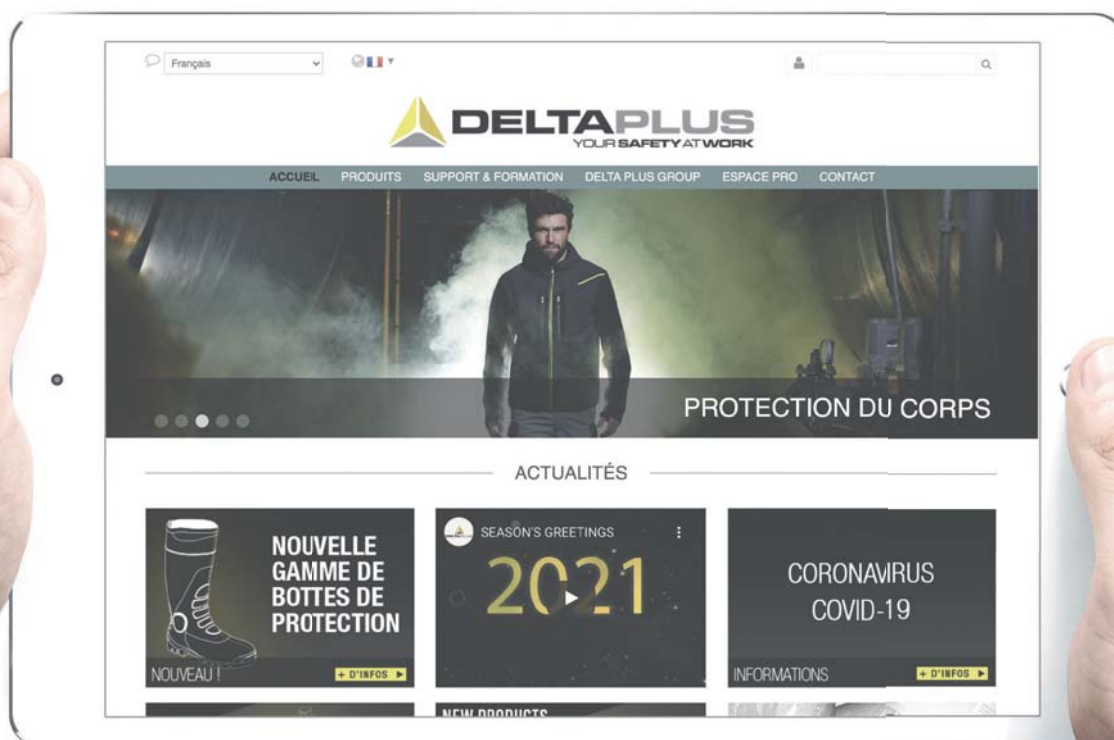 Français
DELTAPLUS
YOUR SAFETY AT WORK
ACCUEIL PRODUITS SUPPORT & FORMATION DELTA PLUS GROUP ESPACE PRO CONTACT
PROTECTION DU CORPS
ACTUALITÉS
NOUVELLE
GAMME DE
BOTTES DE
PROTECTION
NOUVEAU !
+ D'INFOS
SEASON'S GREETINGS
2021
CORONAVIRUS
COVID-19
INFORMATIONS
+ D'INFOS
NEW PRODUCTS